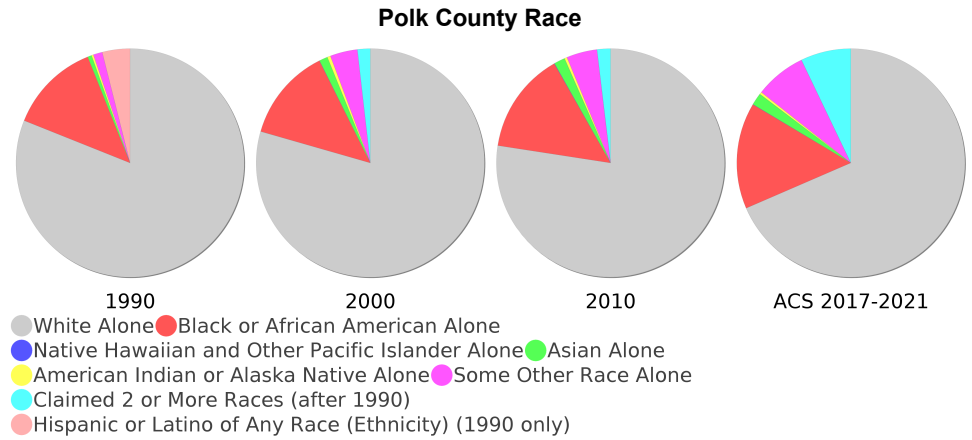 Polk County Race
1990 2000 2010 ACS 2017-2021
White Alone Black or African American Alone
Native Hawaiian and Other Pacific Islander Alone Asian Alone
American Indian or Alaska Native Alone Some Other Race Alone
Claimed 2 or More Races (after 1990)
Hispanic or Latino of Any Race (Ethnicity) (1990 only)